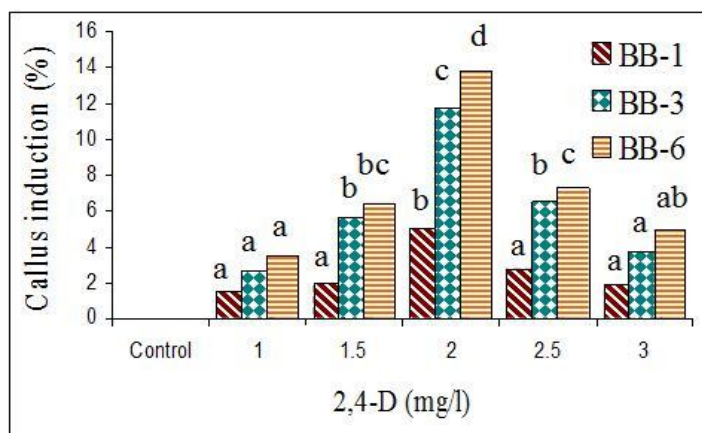 Callus induction (%)
16
14
12
10
8
6
4
2
0
a a a
a b bc
b c d
a b c
a a ab
BB-1
BB-3
BB-6
Control 1 1.5 2 2.5 3
2,4-D (mg/l)